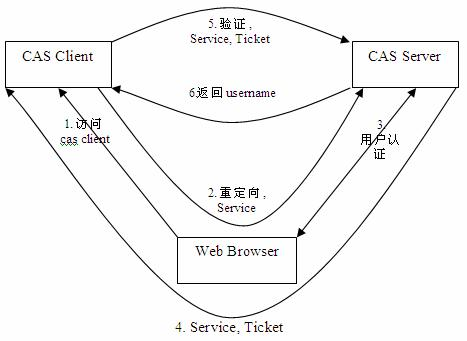 5. 验证,
Service, Ticket
CAS Client
CAS Server
6返回 username
1. 访问
cas client
3.
用户认
证
2. 重定向,
Service
Web Browser
4. Service, Ticket